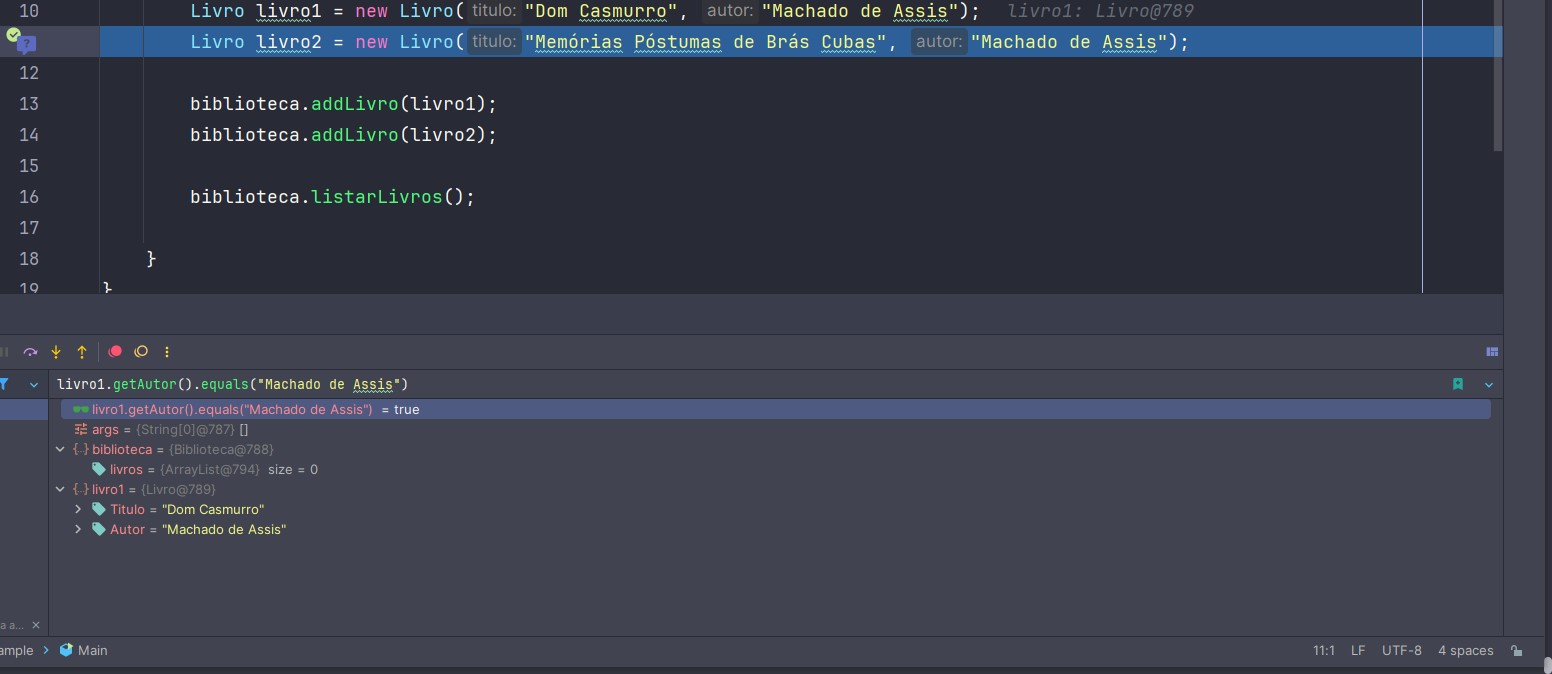 10 Livro livro1 = new Livro( titulo: "Dom Casmurro", autor: "Machado de Assis"); livro1: Livro@789
Livro livro2 = new Livro( titulo: "Memórias Póstumas de Brás Cubas", autor: "Machado de Assis");
12
13 biblioteca.addLivro(livro1);
14 biblioteca.addLivro(livro2);
15
16 biblioteca.listarLivros();
17
18 }
19 }
livro1.getAutor().equals("Machado de Assis")
livro1.getAutor().equals("Machado de Assis") = true
args = {String[0]@787} []
{..} biblioteca = {Biblioteca@788}
livros = {ArrayList@794} size = 0
{..} livro1 = {Livro@789}
Titulo = "Dom Casmurro"
Autor = "Machado de Assis"
a a... ×
ample > Main 11:1 LF UTF-8 4 spaces